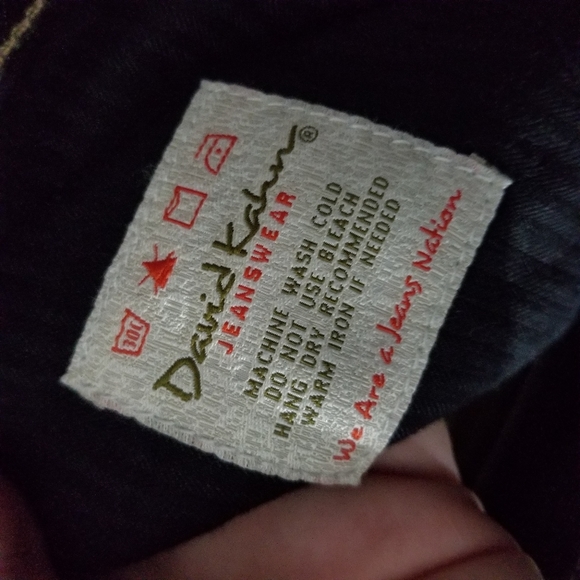 30C
David Kahn®
JEANSWEAR
MACHINE WASH COLD
DO NOT USE BLEACH
HANG DRY RECOMMENDED
WARM IRON IF NEEDED
We Are a Jeans Nation